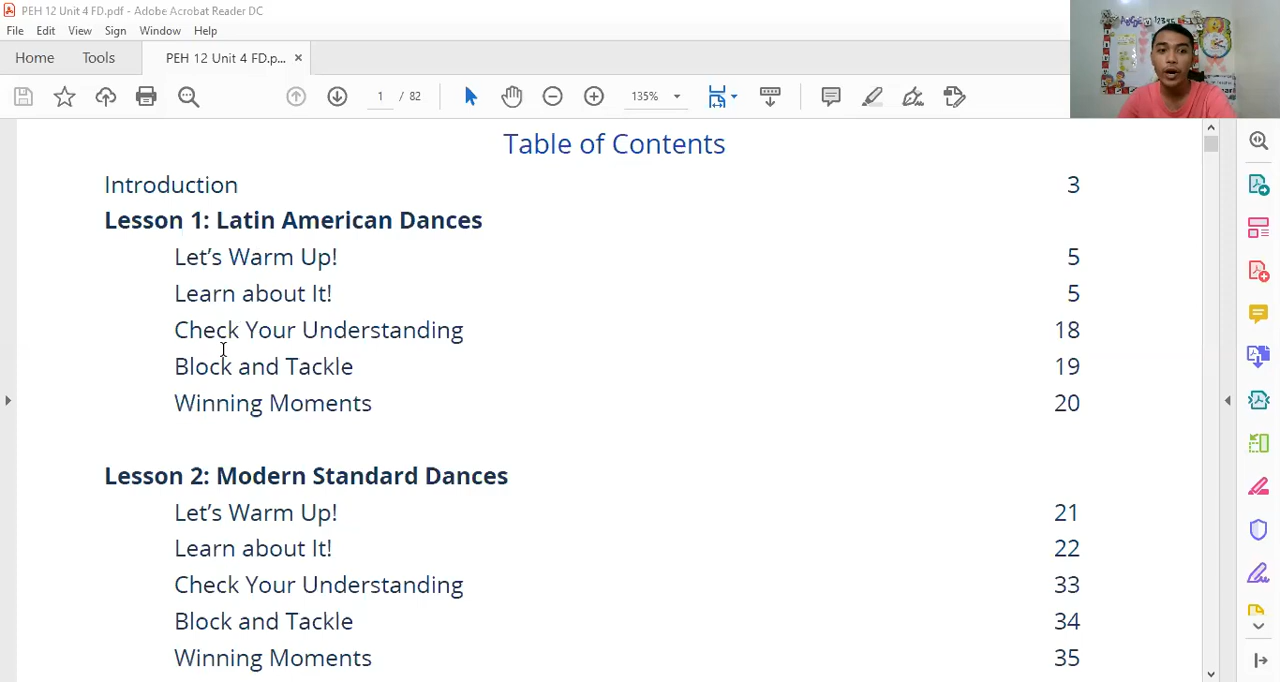 PEH 12 Unit 4 FD.pdf - Adobe Acrobat Reader DC
File Edit View Sign Window Help
Home Tools PEH 12 Unit 4 FD.p... ×
1 / 82 135%
Table of Contents
Introduction 3
Lesson 1: Latin American Dances
Let's Warm Up! 5
Learn about It! 5
Check Your Understanding 18
Block and Tackle 19
Winning Moments 20
Lesson 2: Modern Standard Dances
Let's Warm Up! 21
Learn about It! 22
Check Your Understanding 33
Block and Tackle 34
Winning Moments 35